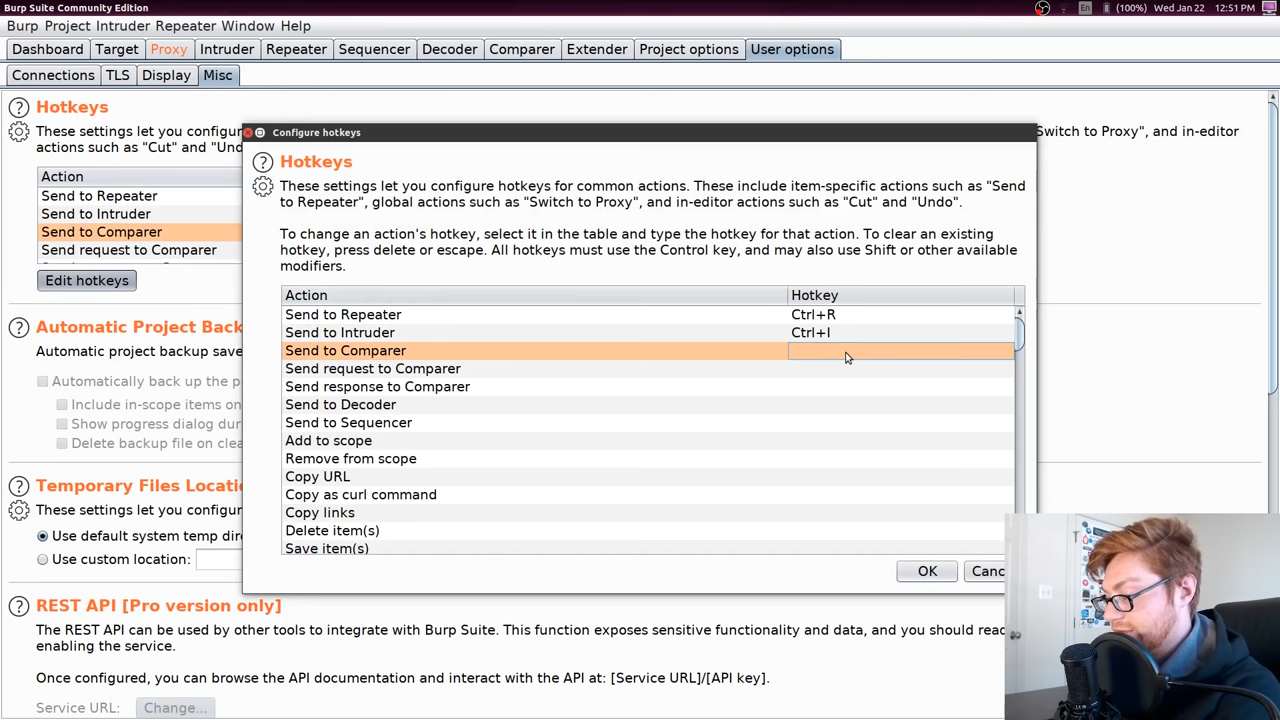 Burp Suite Community Edition
En (100%) Wed Jan 22 12:51 PM
Burp Project Intruder Repeater Window Help
Dashboard Target Proxy Intruder Repeater Sequencer Decoder Comparer Extender Project options User options
Connections TLS Display Misc
? Hotkeys
These settings let you configu
Switch to Proxy", and in-editor
actions such as "Cut" and "Undo
Action
Send to Repeater
Send to Intruder
Send to Comparer
Send request to Comparer
Edit hotkeys
? Automatic Project Back
Automatic project backup save
Automatically back up the p
Include in-scope items on
Show progress dialog dur
Delete backup file on clea
? Temporary Files Locatio
These settings let you configu
Use default system temp dire
Use custom location:
? REST API [Pro version only]
The REST API can be used by other tools to integrate with Burp Suite. This function exposes sensitive functionality and data, and you should rea
enabling the service.
Once configured, you can browse the API documentation and interact with the API at: [Service URL]/[API key].
Service URL: Change...
Configure hotkeys
? Hotkeys
These settings let you configure hotkeys for common actions. These include item-specific actions such as "Send
to Repeater", global actions such as "Switch to Proxy", and in-editor actions such as "Cut" and "Undo".
To change an action's hotkey, select it in the table and type the hotkey for that action. To clear an existing
hotkey, press delete or escape. All hotkeys must use the Control key, and may also use Shift or other available
modifiers.
Action Hotkey
Send to Repeater Ctrl+R
Send to Intruder Ctrl+I
Send to Comparer
Send request to Comparer
Send response to Comparer
Send to Decoder
Send to Sequencer
Add to scope
Remove from scope
Copy URL
Copy as curl command
Copy links
Delete item(s)
Save item(s)
OK Canc